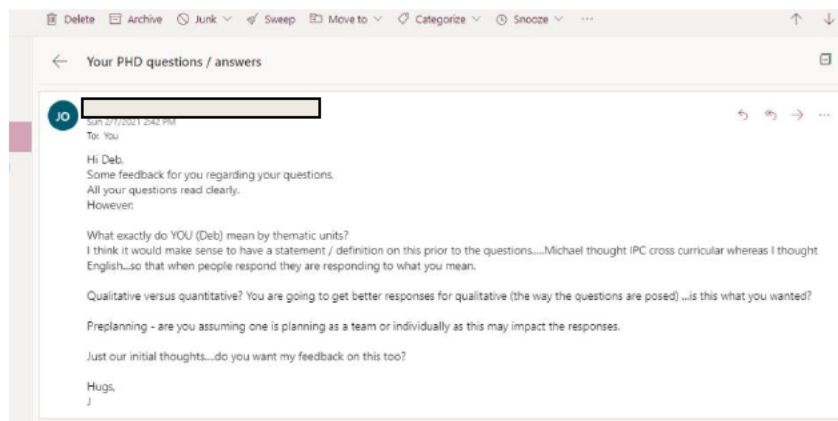 Delete Archive Junk Sweep Move to Categorize Snooze ...
Your PHD questions / answers
JO
Sun 2/7/2021 2:42 PM
To: You
Hi Deb,
Some feedback for you regarding your questions.
All your questions read clearly.
However:
What exactly do YOU (Deb) mean by thematic units?
I think it would make sense to have a statement / definition on this prior to the questions.....Michael thought IPC cross curricular whereas I thought
English...so that when people respond they are responding to what you mean.
Qualitative versus quantitative? You are going to get better responses for qualitative (the way the questions are posed) ...is this what you wanted?
Preplanning - are you assuming one is planning as a team or individually as this may impact the responses.
Just our initial thoughts....do you want my feedback on this too?
Hugs,
J